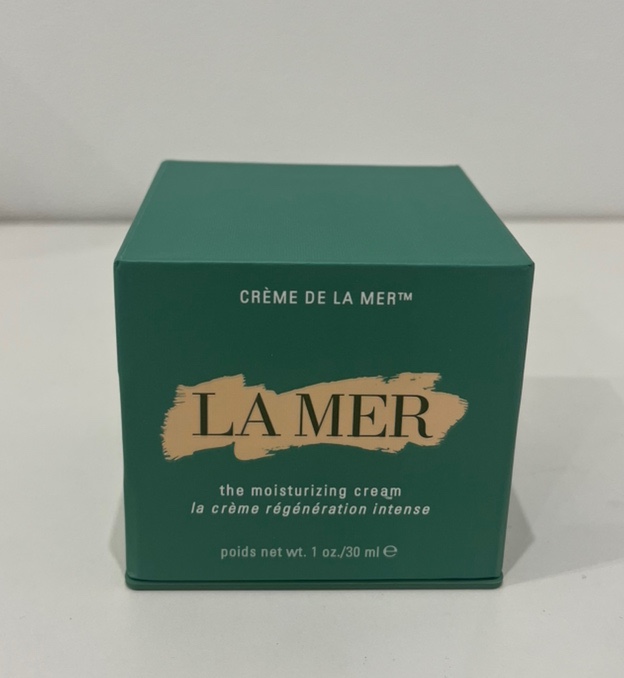 CRÈME DE LA MER™
LA MER
the moisturizing cream
la crème régénération intense
poids net wt. 1 oz./30 ml ℮